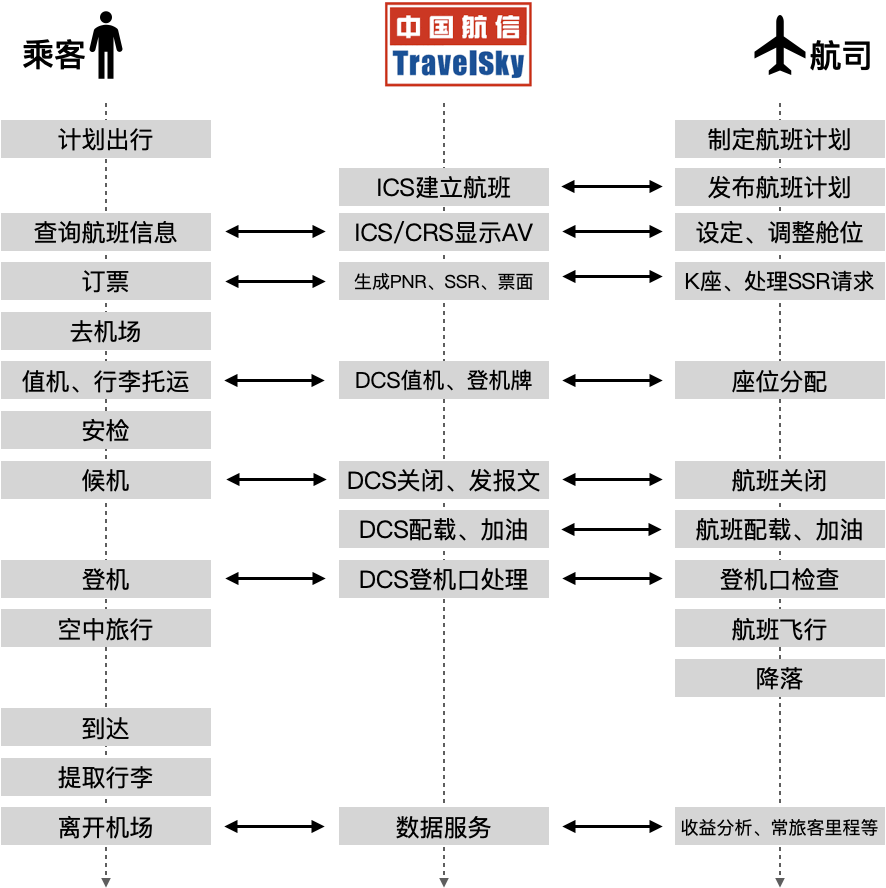 乘客
中国航信
TravelSky
航司
计划出行
制定航班计划
ICS建立航班
发布航班计划
查询航班信息
ICS/CRS显示AV
设定、调整舱位
订票
生成PNR、SSR、票面
K座、处理SSR请求
去机场
值机、行李托运
DCS值机、登机牌
座位分配
安检
候机
DCS关闭、发报文
航班关闭
DCS配载、加油
航班配载、加油
登机
DCS登机口处理
登机口检查
空中旅行
航班飞行
降落
到达
提取行李
离开机场
数据服务
收益分析、常旅客里程等